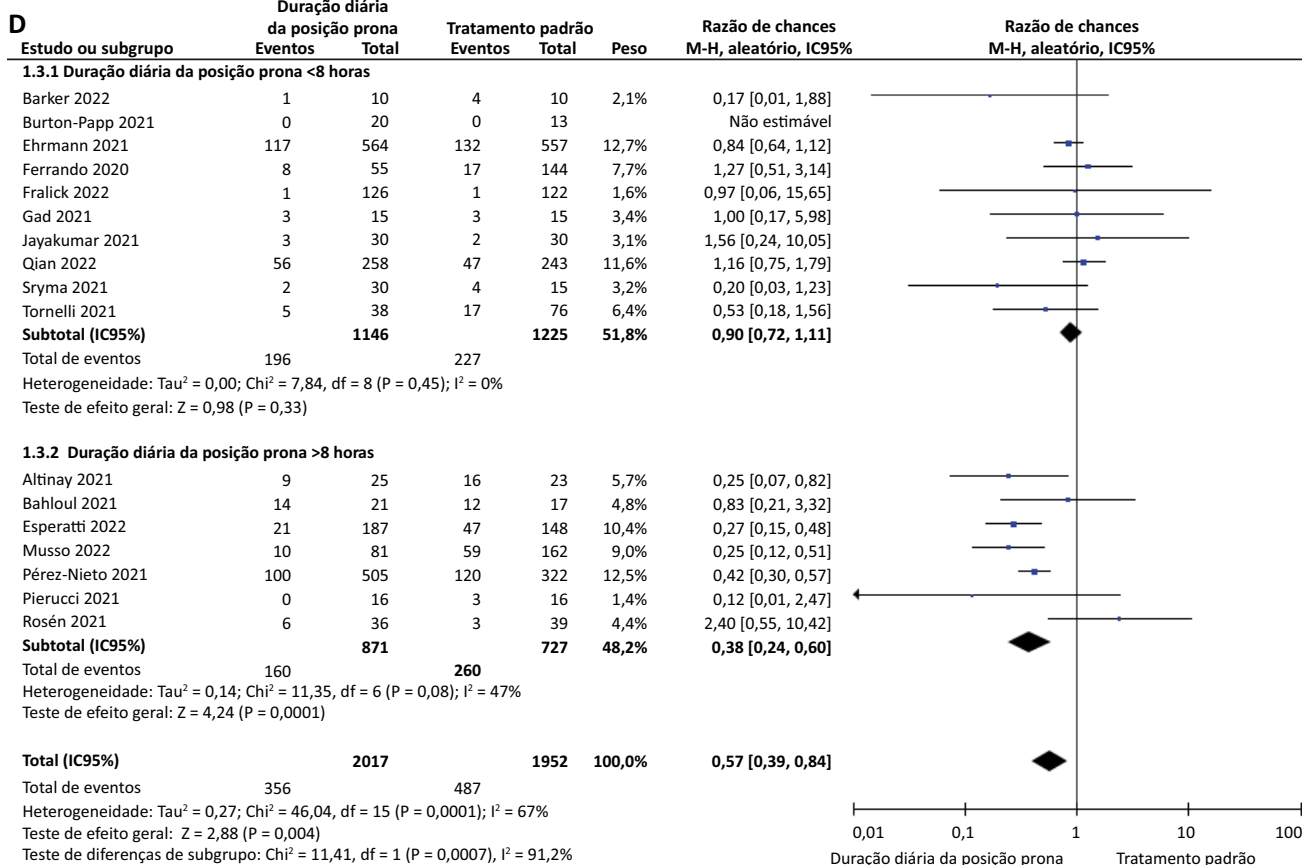 D
Duração diária
da posição prona Tratamento padrão Razão de chances Razão de chances
Estudo ou subgrupo Eventos Total Eventos Total Peso M-H, aleatório, IC95% M-H, aleatório, IC95%
1.3.1 Duração diária da posição prona <8 horas
Barker 2022 1 10 4 10 2,1% 0,17 [0,01, 1,88]
Burton-Papp 2021 0 20 0 13 Não estimável
Ehrmann 2021 117 564 132 557 12,7% 0,84 [0,64, 1,12]
Ferrando 2020 8 55 17 144 7,7% 1,27 [0,51, 3,14]
Fralick 2022 1 126 1 122 1,6% 0,97 [0,06, 15,65]
Gad 2021 3 15 3 15 3,4% 1,00 [0,17, 5,98]
Jayakumar 2021 3 30 2 30 3,1% 1,56 [0,24, 10,05]
Qian 2022 56 258 47 243 11,6% 1,16 [0,75, 1,79]
Sryma 2021 2 30 4 15 3,2% 0,20 [0,03, 1,23]
Tornelli 2021 5 38 17 76 6,4% 0,53 [0,18, 1,56]
Subtotal (IC95%) 1146 1225 51,8% 0,90 [0,72, 1,11]
Total de eventos 196 227
Heterogeneidade: Tau² = 0,00; Chi² = 7,84, df = 8 (P = 0,45); I² = 0%
Teste de efeito geral: Z = 0,98 (P = 0,33)
1.3.2 Duração diária da posição prona >8 horas
Altinay 2021 9 25 16 23 5,7% 0,25 [0,07, 0,82]
Bahloul 2021 14 21 12 17 4,8% 0,83 [0,21, 3,32]
Esperatti 2022 21 187 47 148 10,4% 0,27 [0,15, 0,48]
Musso 2022 10 81 59 162 9,0% 0,25 [0,12, 0,51]
Pérez-Nieto 2021 100 505 120 322 12,5% 0,42 [0,30, 0,57]
Pierucci 2021 0 16 3 16 1,4% 0,12 [0,01, 2,47]
Rosén 2021 6 36 3 39 4,4% 2,40 [0,55, 10,42]
Subtotal (IC95%) 871 727 48,2% 0,38 [0,24, 0,60]
Total de eventos 160 260
Heterogeneidade: Tau² = 0,14; Chi² = 11,35, df = 6 (P = 0,08); I² = 47%
Teste de efeito geral: Z = 4,24 (P = 0,0001)
Total (IC95%) 2017 1952 100,0% 0,57 [0,39, 0,84]
Total de eventos 356 487
Heterogeneidade: Tau² = 0,27; Chi² = 46,04, df = 15 (P = 0,0001); I² = 67%
Teste de efeito geral: Z = 2,88 (P = 0,004)
Teste de diferenças de subgrupo: Chi² = 11,41, df = 1 (P = 0,0007), I² = 91,2%
0,01 0,1 1 10 100
Duração diária da posição prona Tratamento padrão